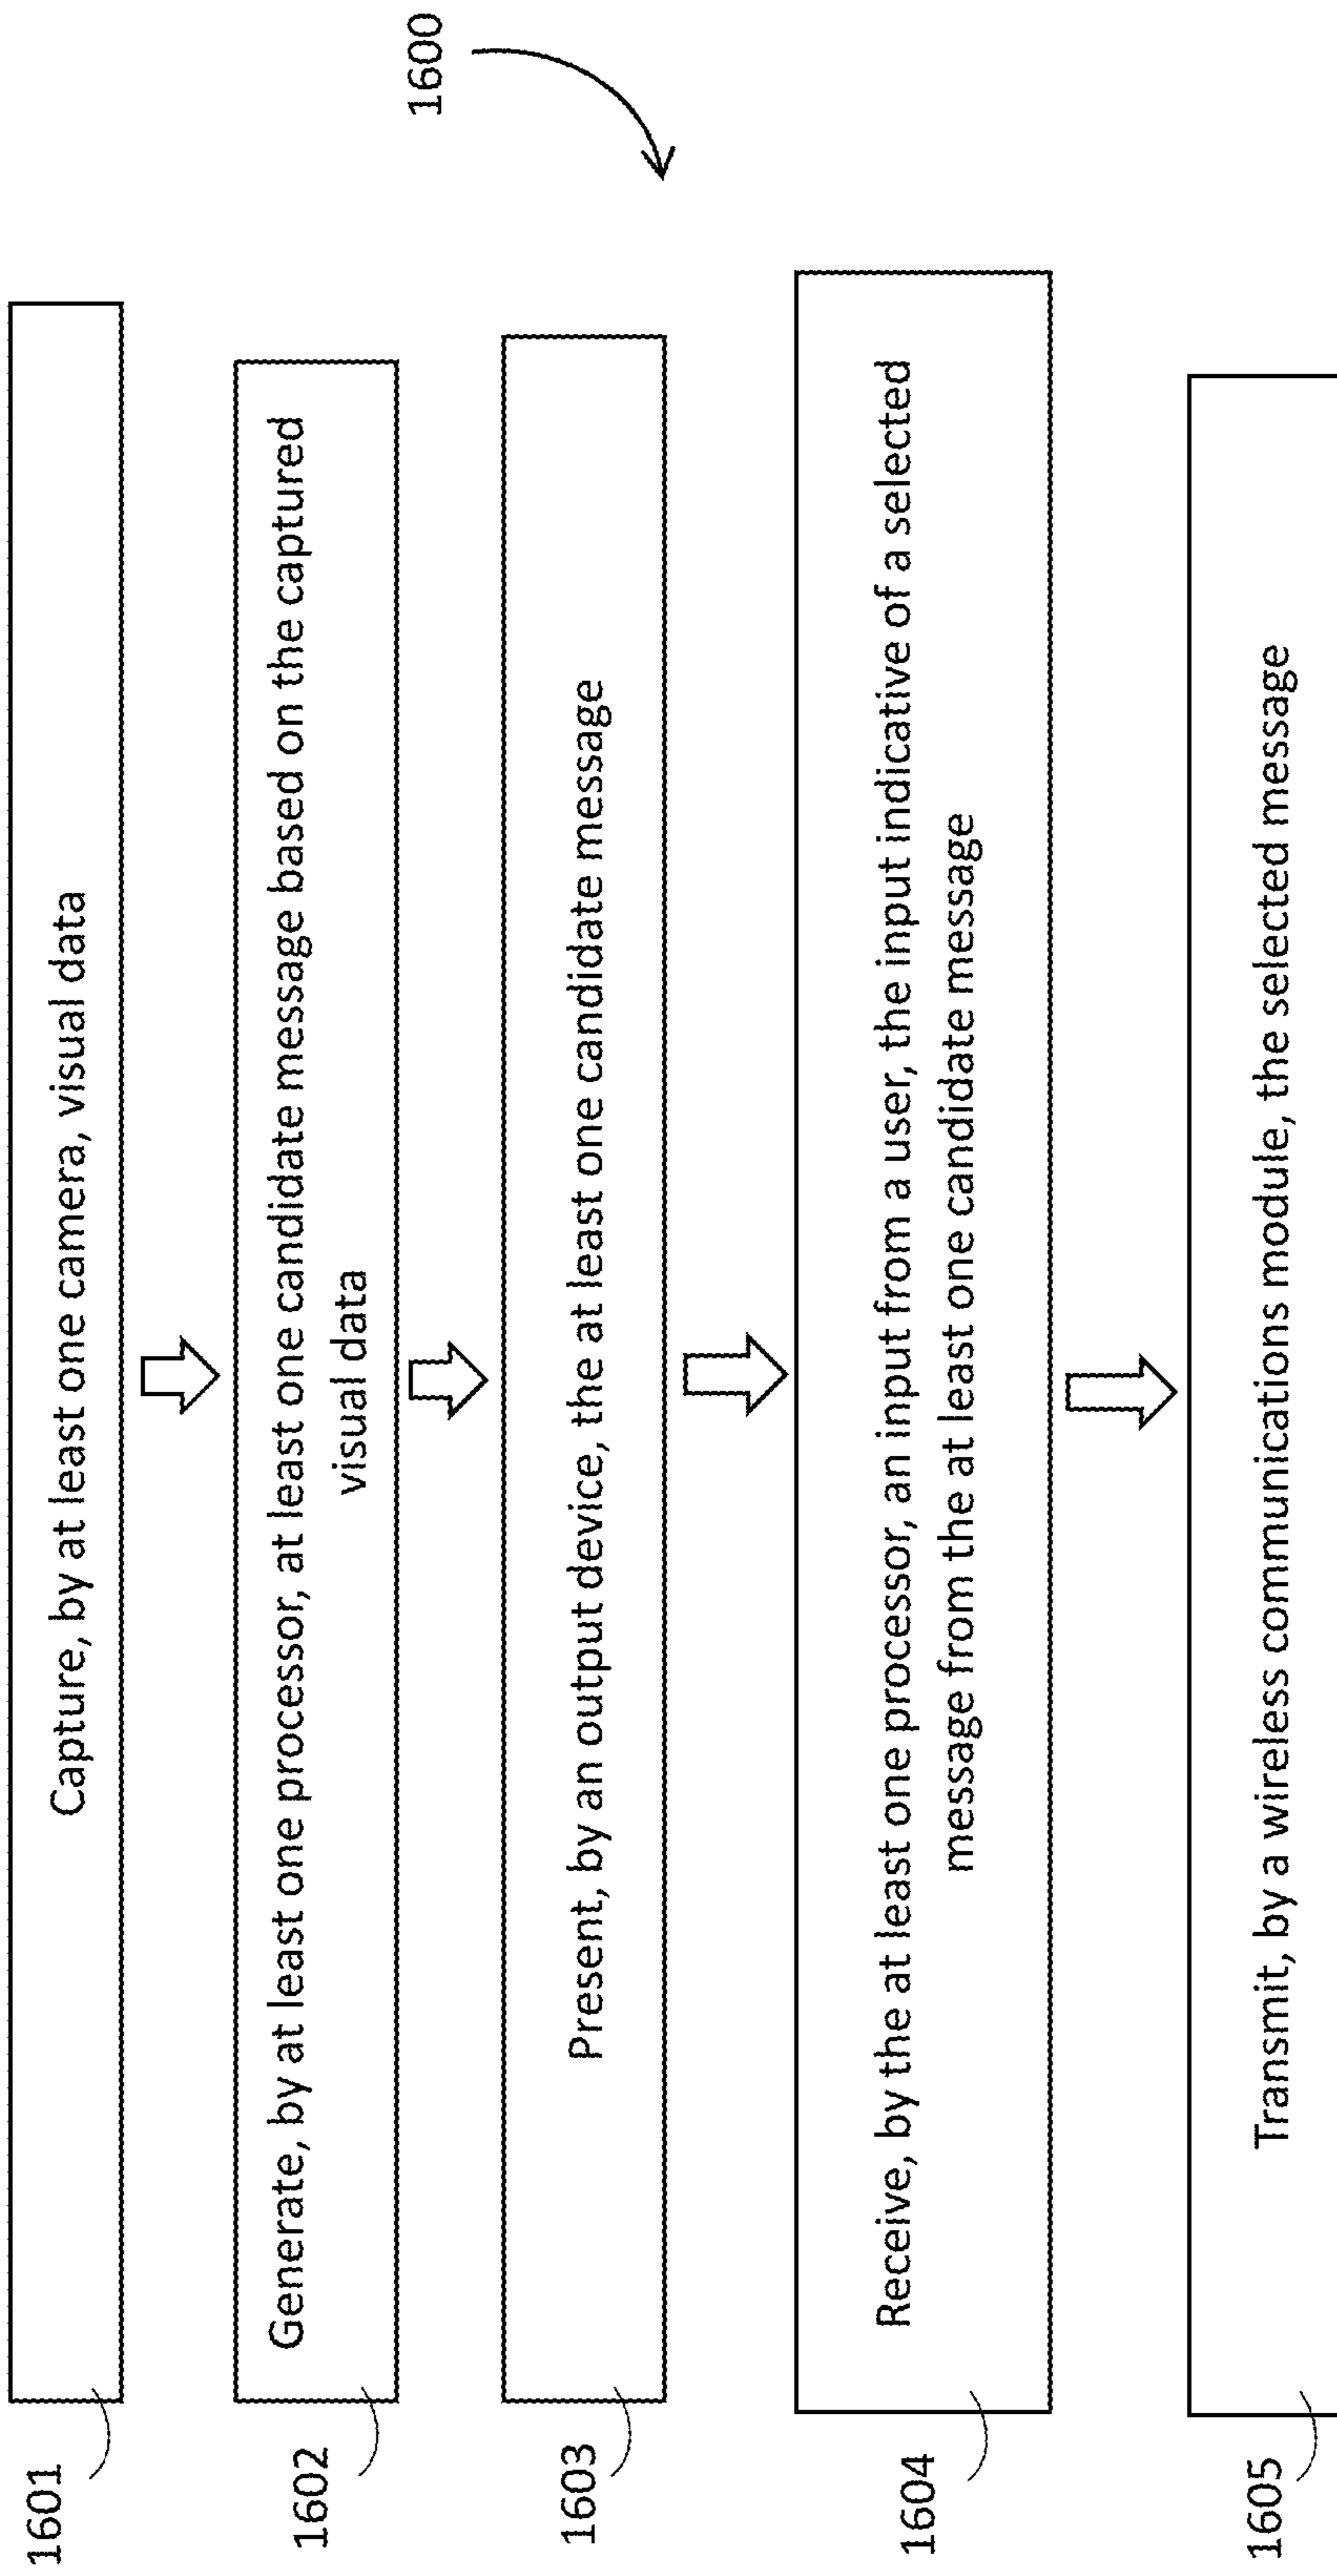 1600
1601
Capture, by at least one camera, visual data
1602
Generate, by at least one processor, at least one candidate message based on the captured
visual data
1603
Present, by an output device, the at least one candidate message
1604
Receive, by the at least one processor, an input from a user, the input indicative of a selected
message from the at least one candidate message
1605
Transmit, by a wireless communications module, the selected message